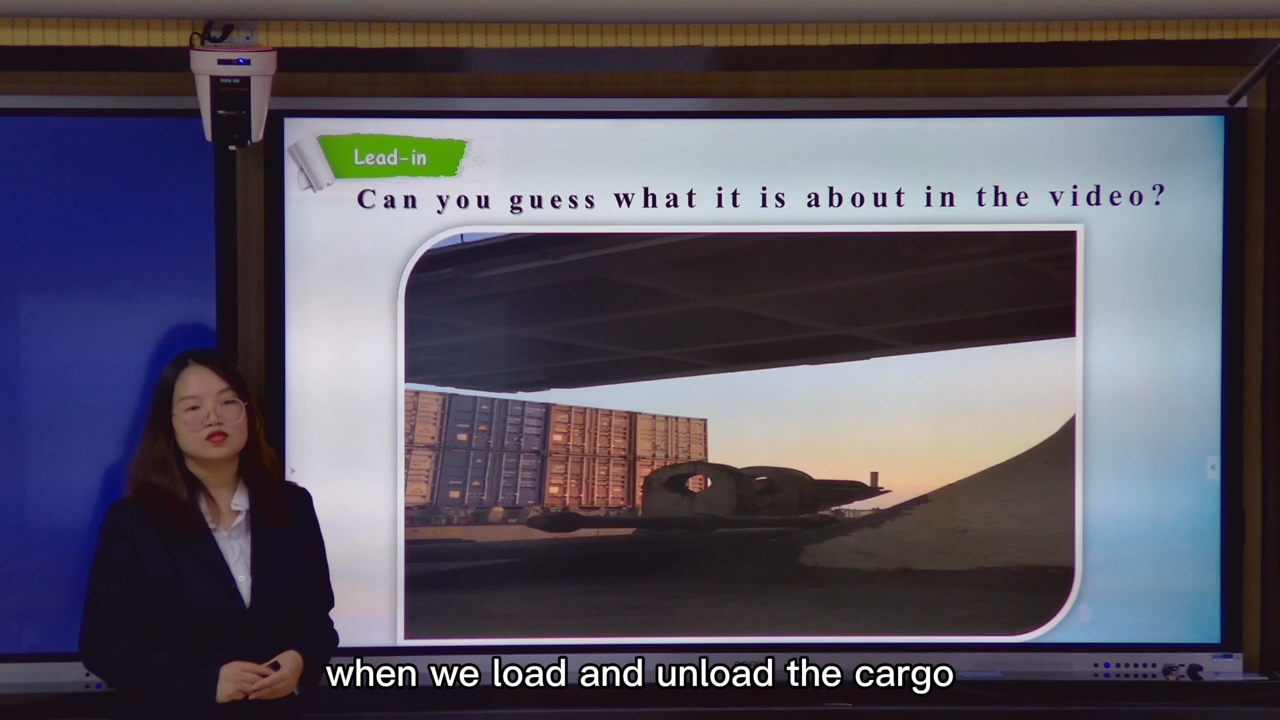 Lead-in
Can you guess what it is about in the video?
when we load and unload the cargo